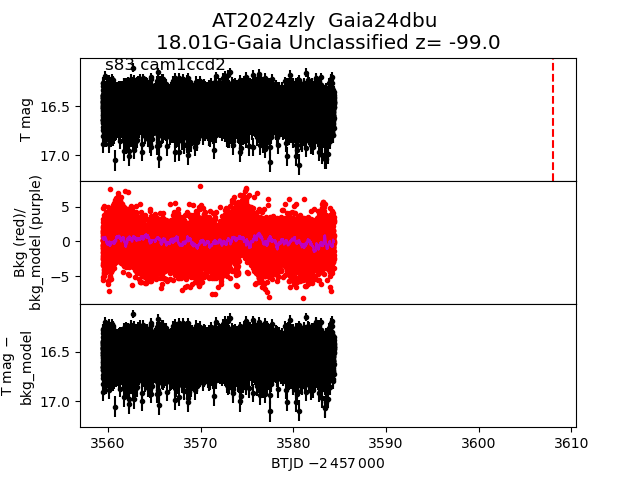 AT2024zly  Gaia24dbu
18.01G-Gaia Unclassified z= -99.0
s83 cam1ccd2
T mag
16.5
17.0
Bkg (red)/
bkg_model (purple)
5
0
−5
T mag −
bkg_model
16.5
17.0
3560
3570
3580
3590
3600
3610
BTJD −2 457 000